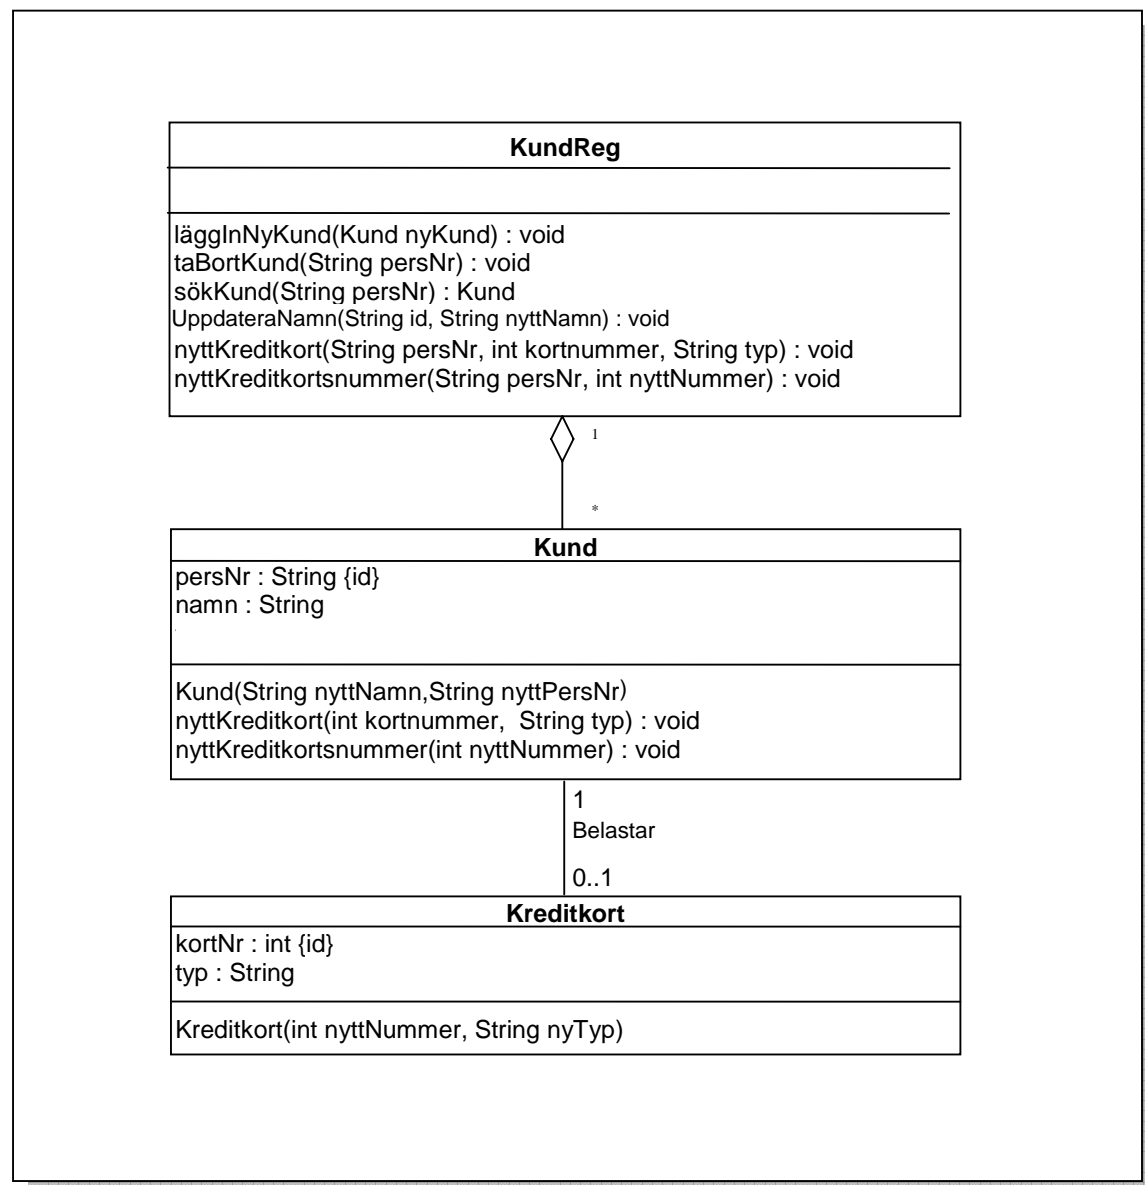 KundReg
läggInNyKund(Kund nyKund) : void
taBortKund(String persNr) : void
sökKund(String persNr) : Kund
UppdateraNamn(String id, String nyttNamn) : void
nyttKreditkort(String persNr, int kortnummer, String typ) : void
nyttKreditkortsnummer(String persNr, int nyttNummer) : void
1
*
Kund
persNr : String {id}
namn : String
Kund(String nyttNamn,String nyttPersNr)
nyttKreditkort(int kortnummer,  String typ) : void
nyttKreditkortsnummer(int nyttNummer) : void
1
Belastar
0..1
Kreditkort
kortNr : int {id}
typ : String
Kreditkort(int nyttNummer, String nyTyp)